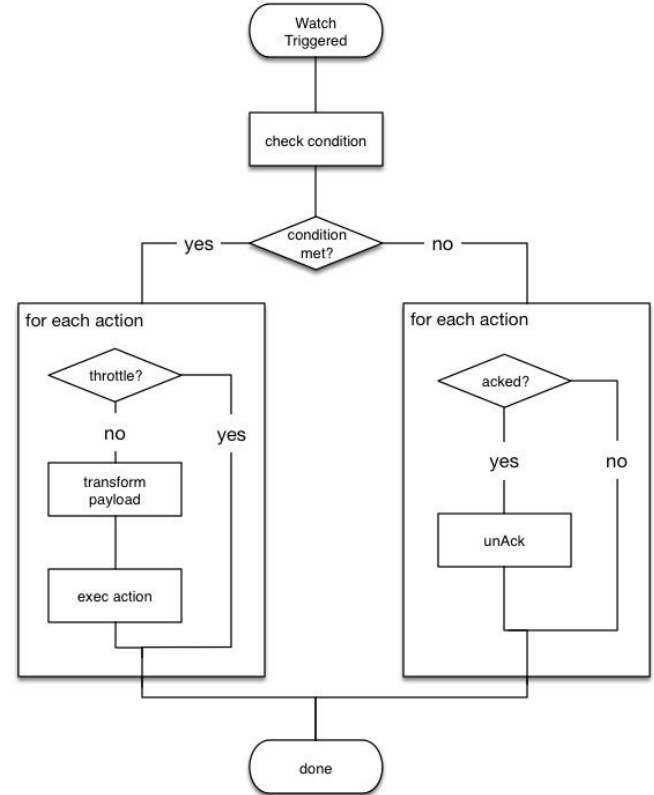 Watch
Triggered
check condition
condition
met?
yes
no
for each action
throttle?
no
yes
transform
payload
exec action
for each action
acked?
yes
no
unAck
done